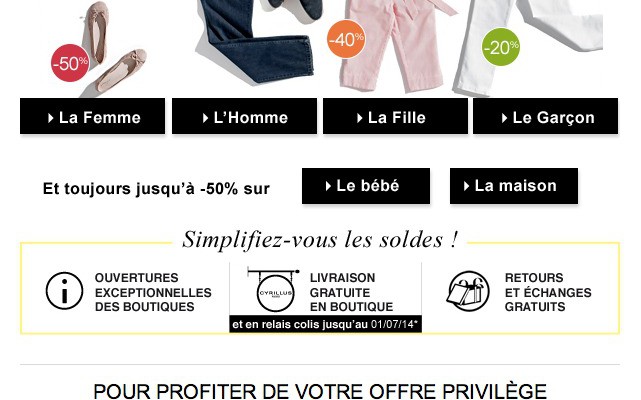 -50%
-40%
-20%
La Femme
L'Homme
La Fille
Le Garçon
Et toujours jusqu'à -50% sur
Le bébé
La maison
Simplifiez-vous les soldes !
OUVERTURES
EXCEPTIONNELLES
DES BOUTIQUES
CYRILLUS
LIVRAISON
GRATUITE
EN BOUTIQUE
et en relais colis jusqu'au 01/07/14*
RETOURS
ET ÉCHANGES
GRATUITS
POUR PROFITER DE VOTRE OFFRE PRIVILÈGE